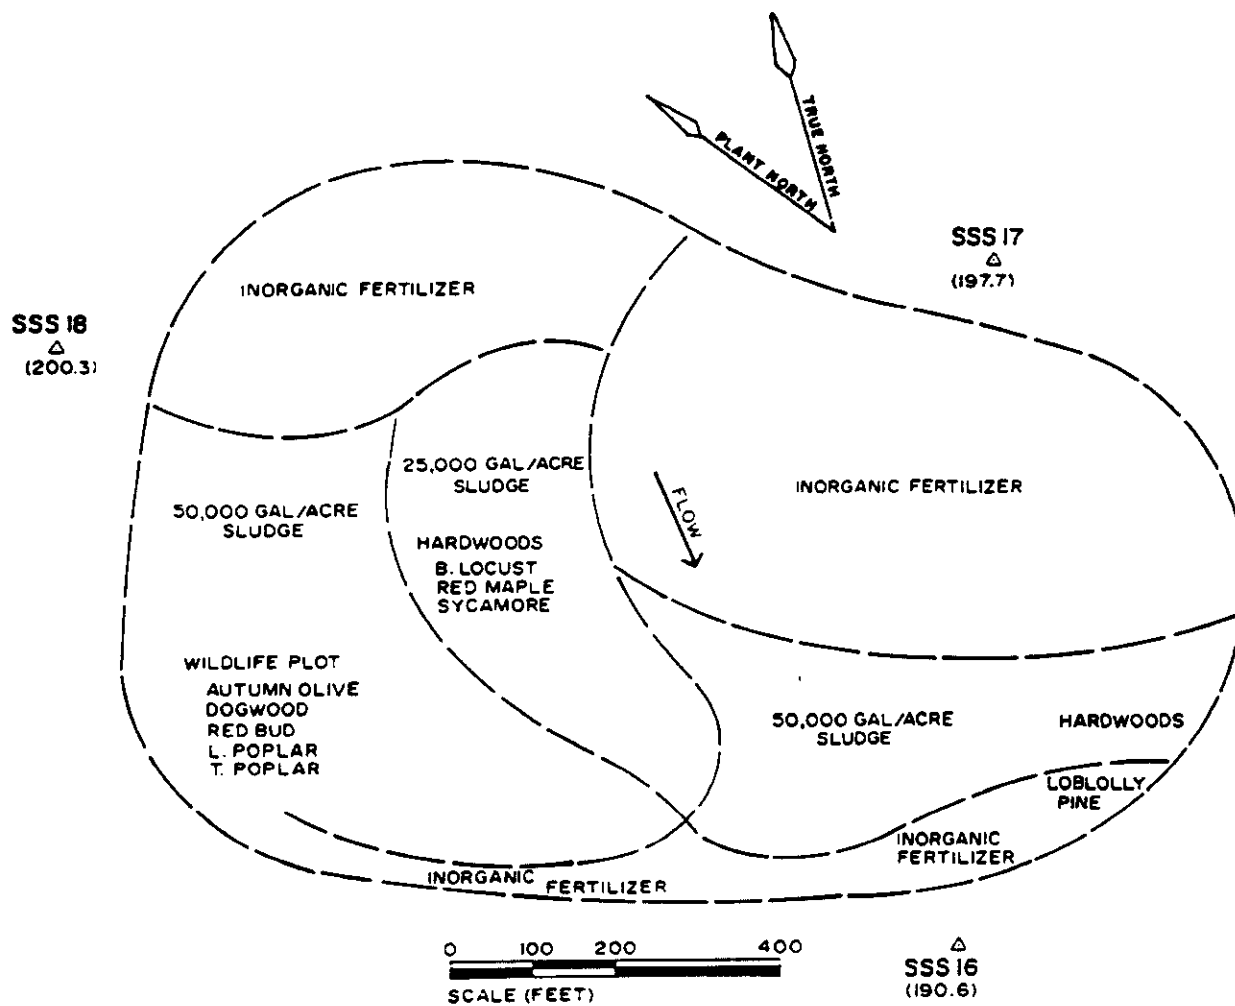 TRUE NORTH
PLANT NORTH
SSS 17
(197.7)
INORGANIC FERTILIZER
SSS 18
(200.3)
25,000 GAL/ACRE
SLUDGE
50,000 GAL/ACRE
SLUDGE
INORGANIC FERTILIZER
FLOW
HARDWOODS
B. LOCUST
RED MAPLE
SYCAMORE
WILDLIFE PLOT
AUTUMN OLIVE
DOGWOOD
RED BUD
L. POPLAR
T. POPLAR
50,000 GAL/ACRE
SLUDGE
HARDWOODS
LOBLOLLY
PINE
INORGANIC
FERTILIZER
INORGANIC
FERTILIZER
0 100 200 400
SCALE (FEET)
SSS 16
(190.6)